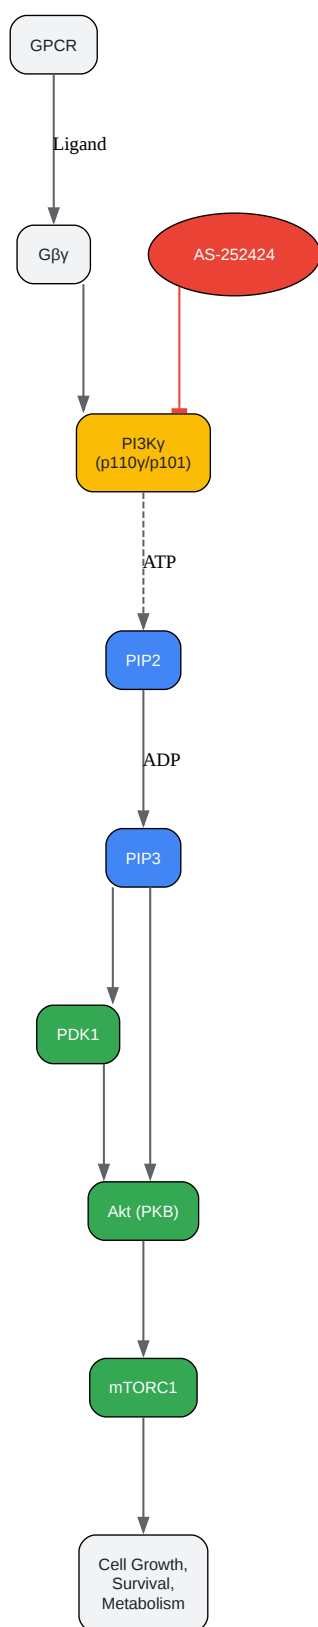 GPCR
Ligand
Gβγ
AS-252424
PI3Kγ
(p110γ/p101)
ATP
PIP2
ADP
PIP3
PDK1
Akt (PKB)
mTORC1
Cell Growth,
Survival,
Metabolism